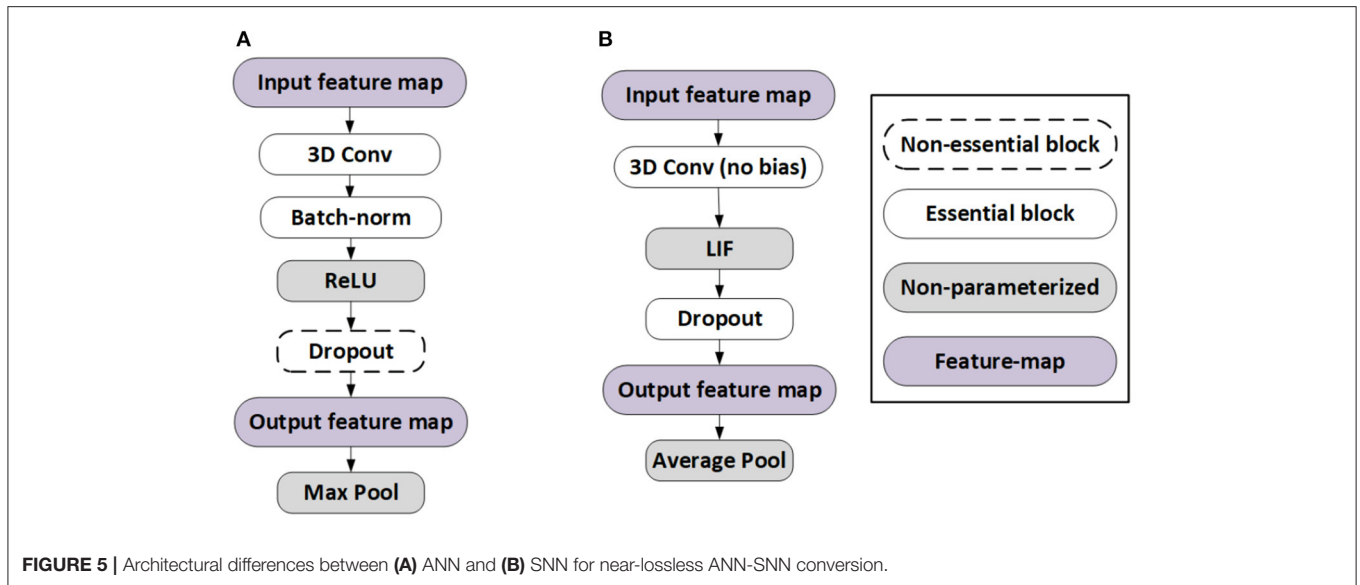 A
Input feature map
3D Conv
Batch-norm
ReLU
Dropout
Output feature map
Max Pool
B
Input feature map
3D Conv (no bias)
LIF
Dropout
Output feature map
Average Pool
Non-essential block
Essential block
Non-parameterized
Feature-map
FIGURE 5 | Architectural differences between (A) ANN and (B) SNN for near-lossless ANN-SNN conversion.